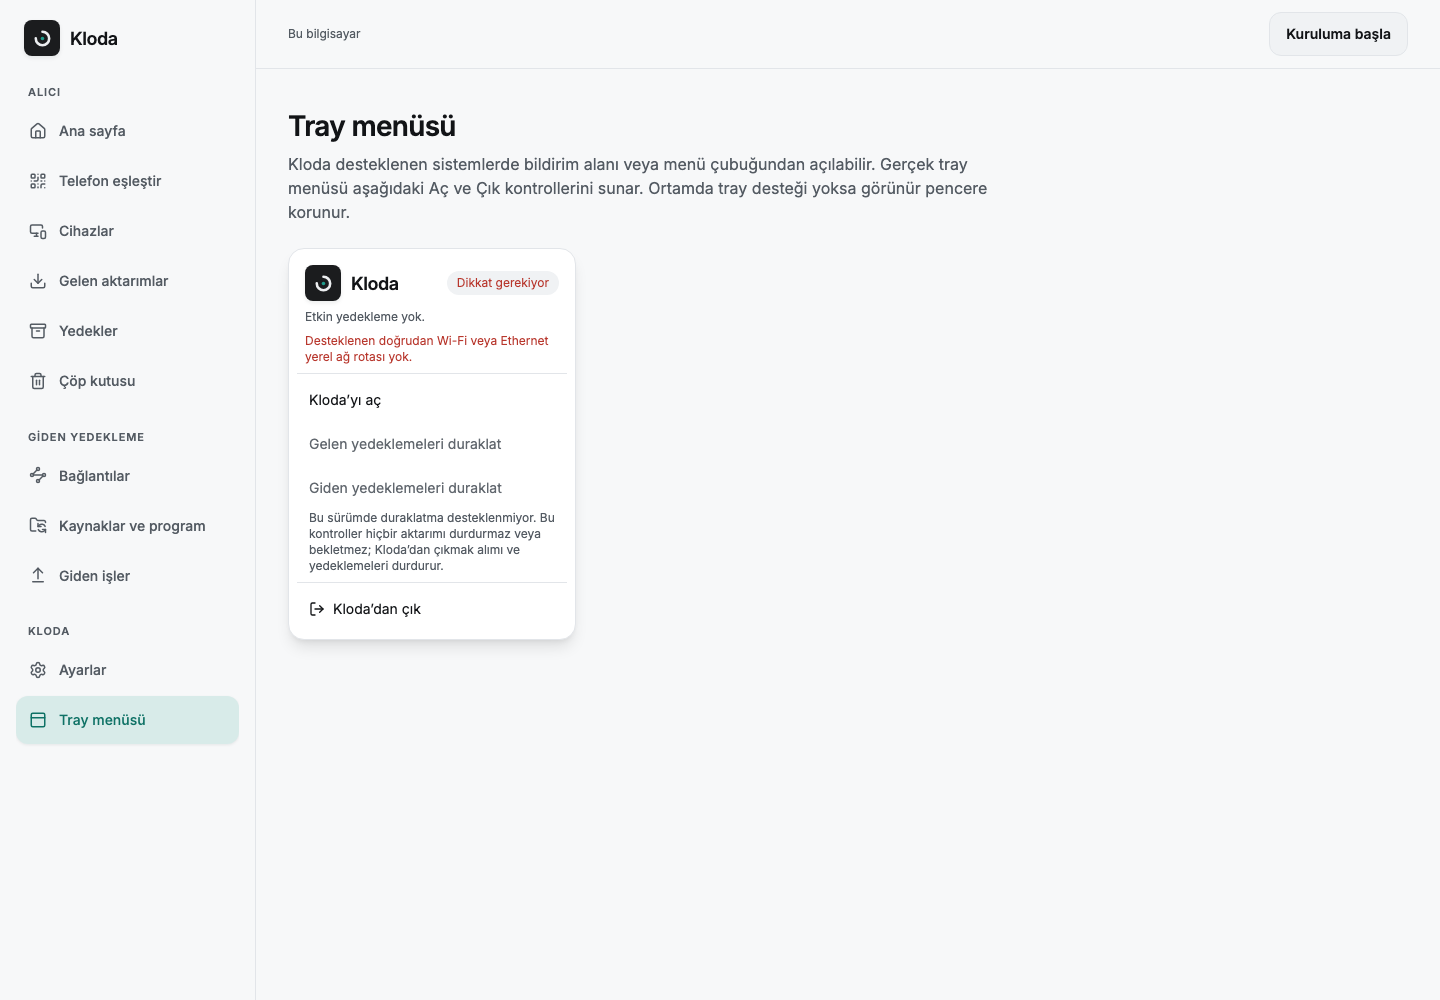 Kloda
ALICI
Ana sayfa
Telefon eşleştir
Cihazlar
Gelen aktarımlar
Yedekler
Çöp kutusu
GİDEN YEDEKLEME
Bağlantılar
Kaynaklar ve program
Giden işler
KLODA
Ayarlar
Tray menüsü
Bu bilgisayar
Kuruluma başla
Tray menüsü
Kloda desteklenen sistemlerde bildirim alanı veya menü çubuğundan açılabilir. Gerçek tray
menüsü aşağıdaki Aç ve Çık kontrollerini sunar. Ortamda tray desteği yoksa görünür pencere
korunur.
Kloda
Dikkat gerekiyor
Etkin yedekleme yok.
Desteklenen doğrudan Wi-Fi veya Ethernet
yerel ağ rotası yok.
Kloda’yı aç
Gelen yedeklemeleri duraklat
Giden yedeklemeleri duraklat
Bu sürümde duraklatma desteklenmiyor. Bu
kontroller hiçbir aktarımı durdurmaz veya
bekletmez; Kloda’dan çıkmak alımı ve
yedeklemeleri durdurur.
Kloda’dan çık